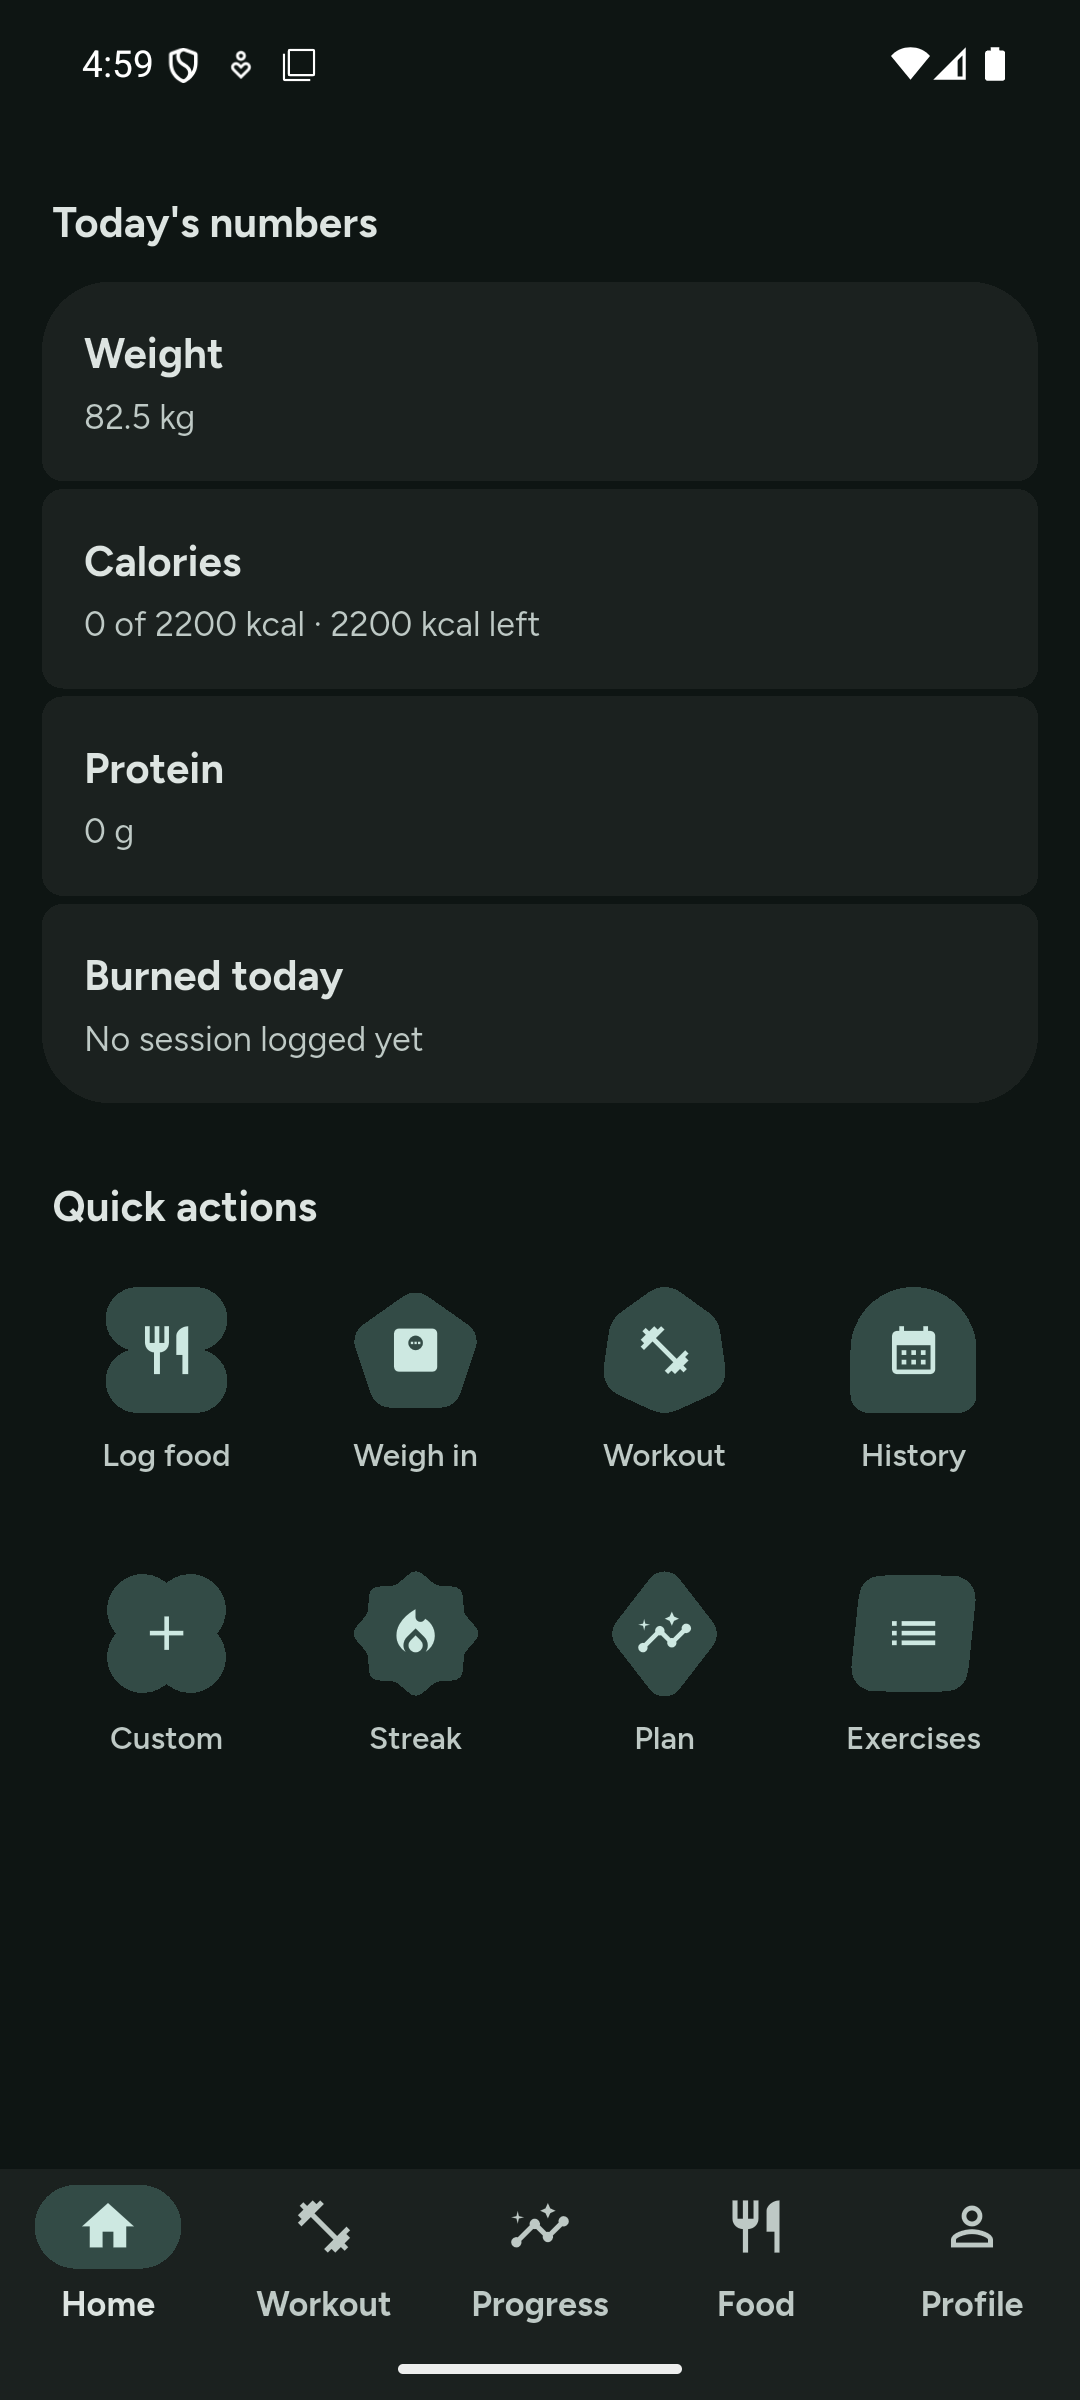 4:59
Today's numbers
Weight
82.5 kg
Calories
0 of 2200 kcal · 2200 kcal left
Protein
0 g
Burned today
No session logged yet
Quick actions
Log food
Weigh in
Workout
History
Custom
Streak
Plan
Exercises
Home
Workout
Progress
Food
Profile